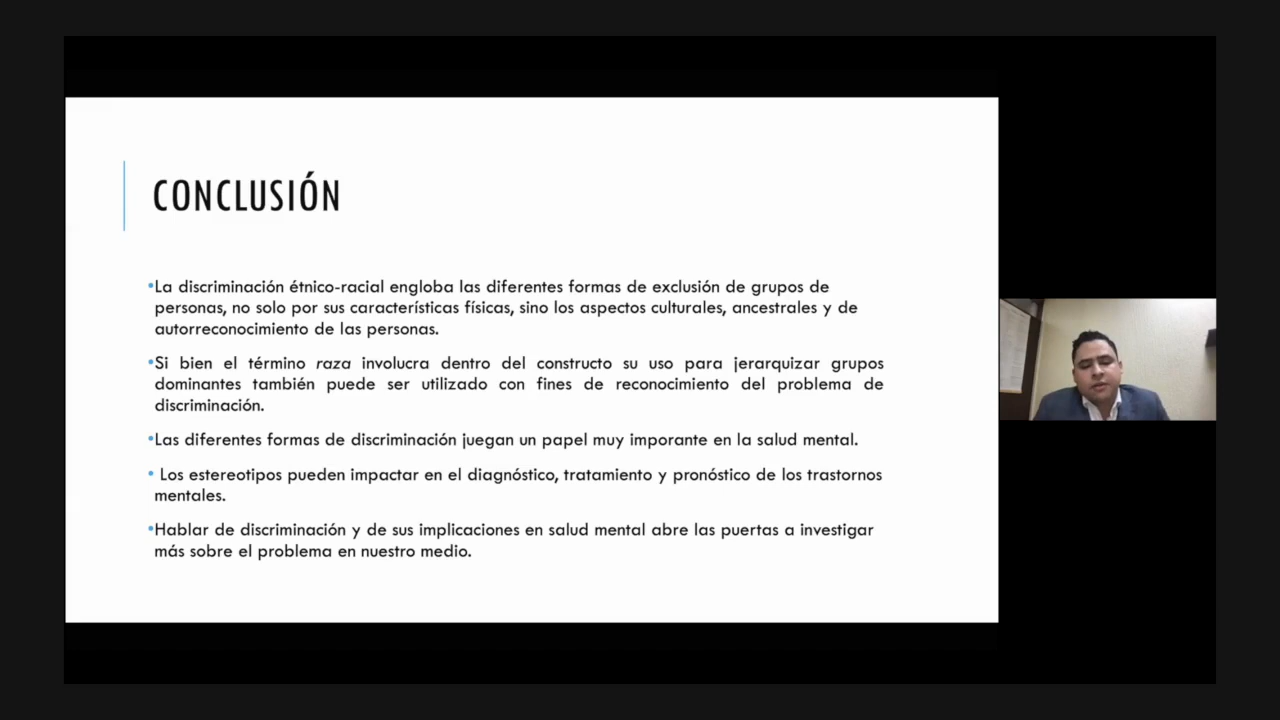 CONCLUSIÓN
•La discriminación étnico-racial engloba las diferentes formas de exclusión de grupos de
personas, no solo por sus características físicas, sino los aspectos culturales, ancestrales y de
autorreconocimiento de las personas.
•Si bien el término raza involucra dentro del constructo su uso para jerarquizar grupos
dominantes también puede ser utilizado con fines de reconocimiento del problema de
discriminación.
•Las diferentes formas de discriminación juegan un papel muy imporante en la salud mental.
• Los estereotipos pueden impactar en el diagnóstico, tratamiento y pronóstico de los trastornos
mentales.
•Hablar de discriminación y de sus implicaciones en salud mental abre las puertas a investigar
más sobre el problema en nuestro medio.